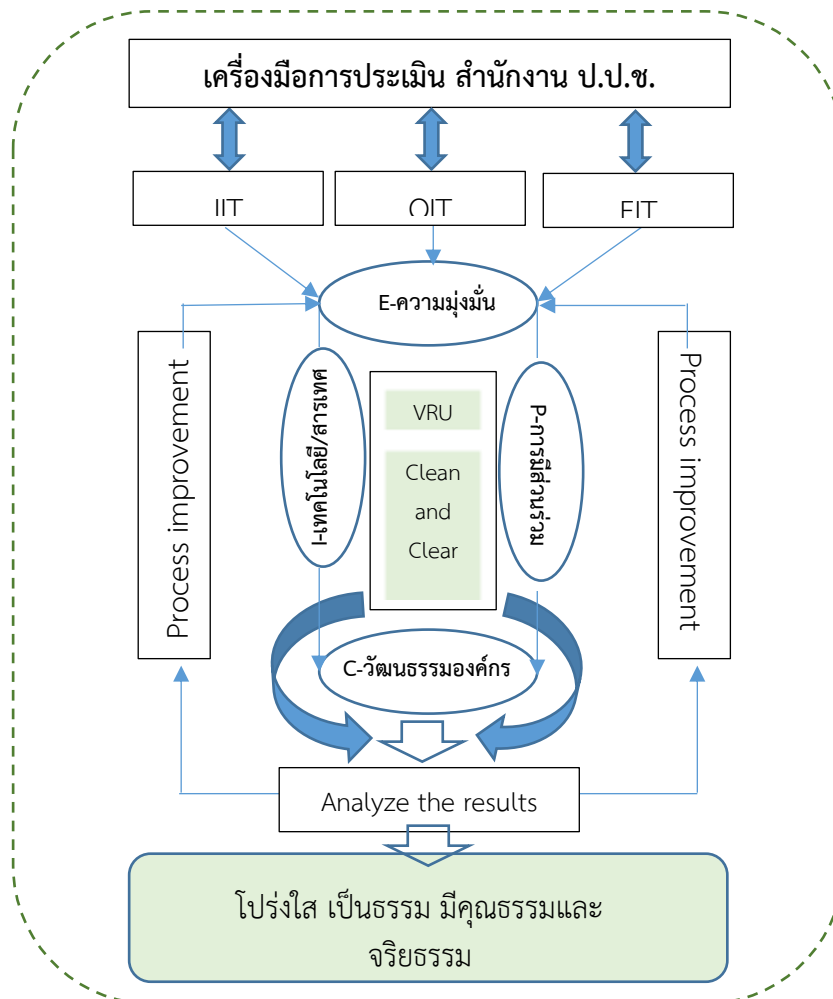 เครื่องมือการประเมิน สำนักงาน ป.ป.ช.
IIT
OIT
EIT
E-ความมุ่งมั่น
Process improvement
I-เทคโนโลยี/สารเทศ
VRU
Clean
and
Clear
P-การมีส่วนร่วม
Process improvement
C-วัฒนธรรมองค์กร
Analyze the results
โปร่งใส เป็นธรรม มีคุณธรรมและ
จริยธรรม